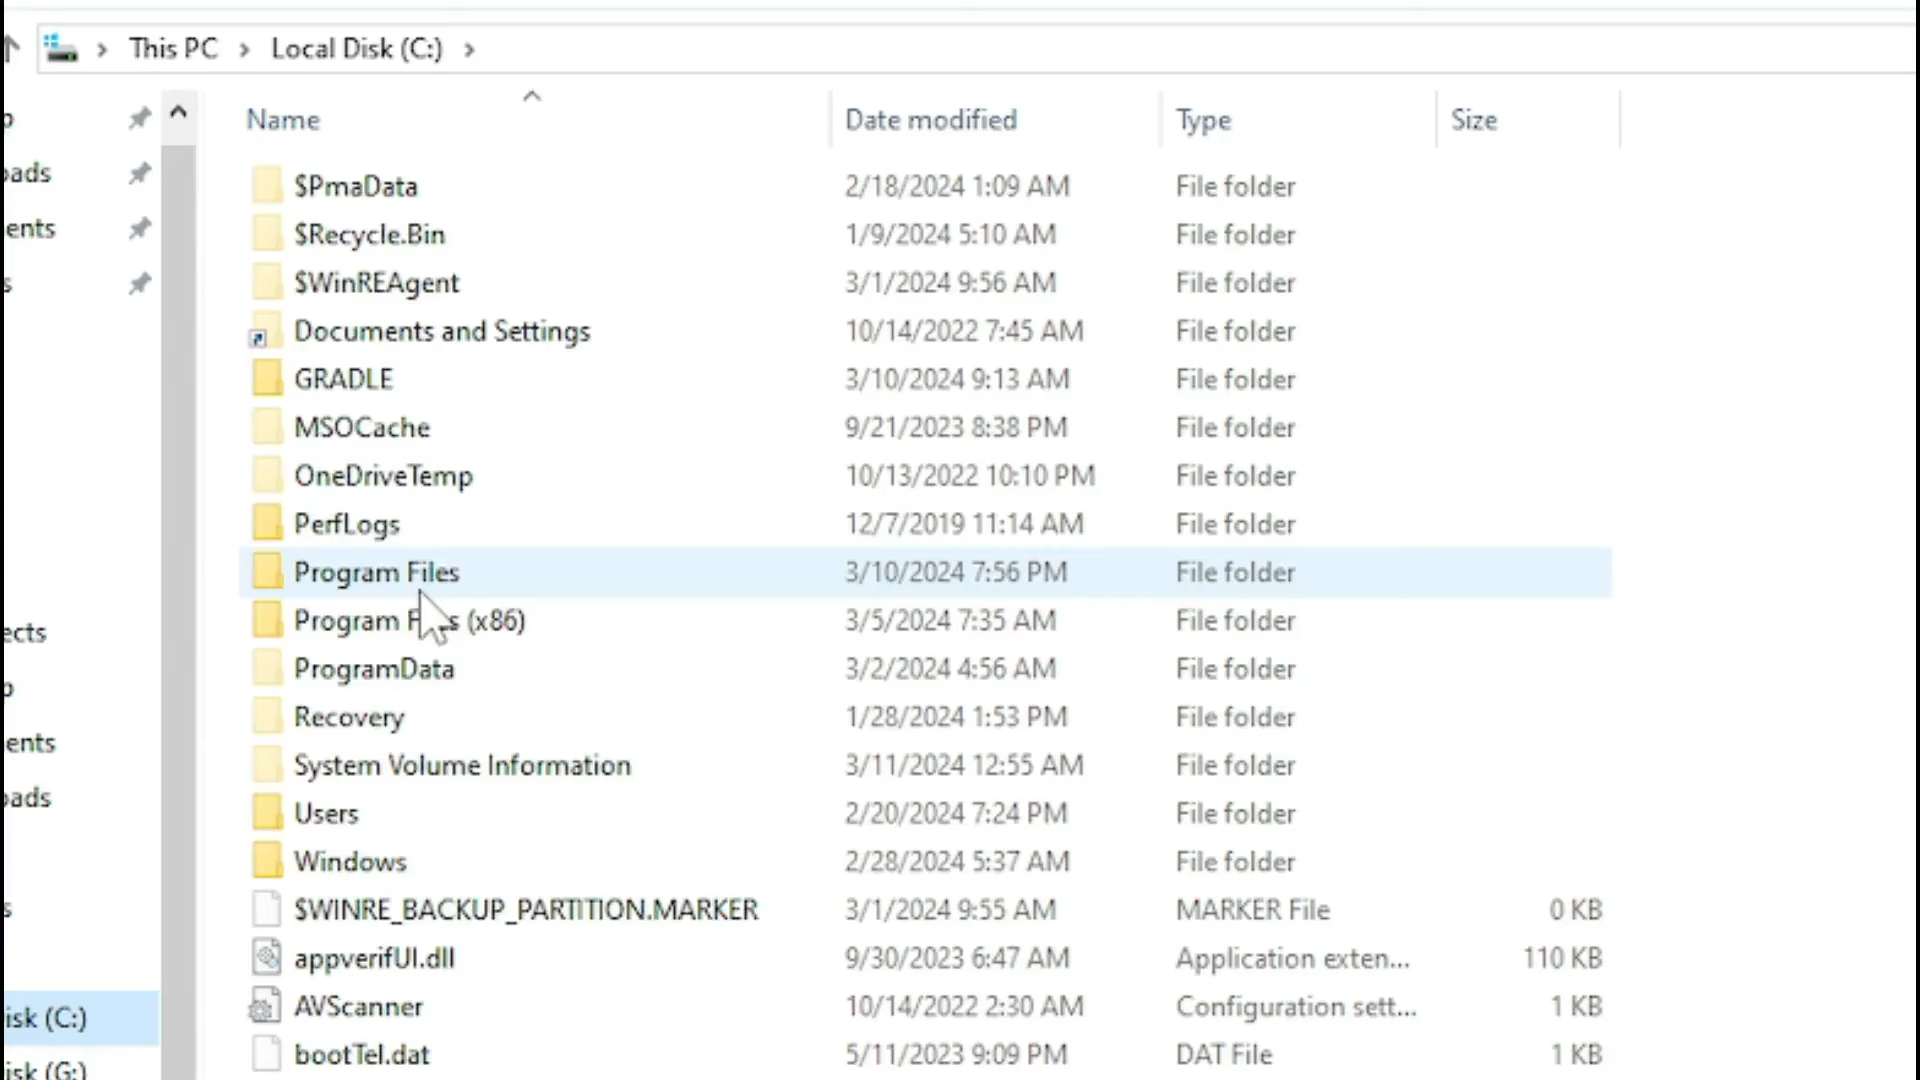 This PC > Local Disk (C:) >
Name Date modified Type Size
$PmaData 2/18/2024 1:09 AM File folder
oads
$Recycle.Bin 1/9/2024 5:10 AM File folder
ents
$WinREAgent 3/1/2024 9:56 AM File folder
Documents and Settings 10/14/2022 7:45 AM File folder
GRADLE 3/10/2024 9:13 AM File folder
MSOCache 9/21/2023 8:38 PM File folder
OneDriveTemp 10/13/2022 10:10 PM File folder
PerfLogs 12/7/2019 11:14 AM File folder
Program Files 3/10/2024 7:56 PM File folder
Program Files (x86) 3/5/2024 7:35 AM File folder
ects
ProgramData 3/2/2024 4:56 AM File folder
Recovery 1/28/2024 1:53 PM File folder
ents
System Volume Information 3/11/2024 12:55 AM File folder
oads
Users 2/20/2024 7:24 PM File folder
Windows 2/28/2024 5:37 AM File folder
$WINRE_BACKUP_PARTITION.MARKER 3/1/2024 9:55 AM MARKER File 0 KB
appverifUI.dll 9/30/2023 6:47 AM Application exten... 110 KB
AVScanner 10/14/2022 2:30 AM Configuration sett... 1 KB
isk (C:)
bootTel.dat 5/11/2023 9:09 PM DAT File 1 KB
isk (G:)